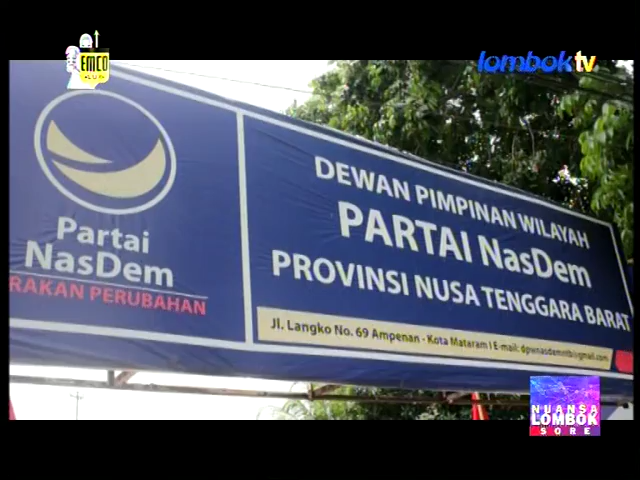 EMCO
lomboktv
DEWAN PIMPINAN WILAYAH
PARTAI NasDem
PROVINSI NUSA TENGGARA BARAT
Jl. Langko No. 69 Ampenan - Kota Mataram | E-mail: dpwnasdemntb@gmail.com
Partai
NasDem
RAKAN PERUBAHAN
NUANSA
LOMBOK
SORE